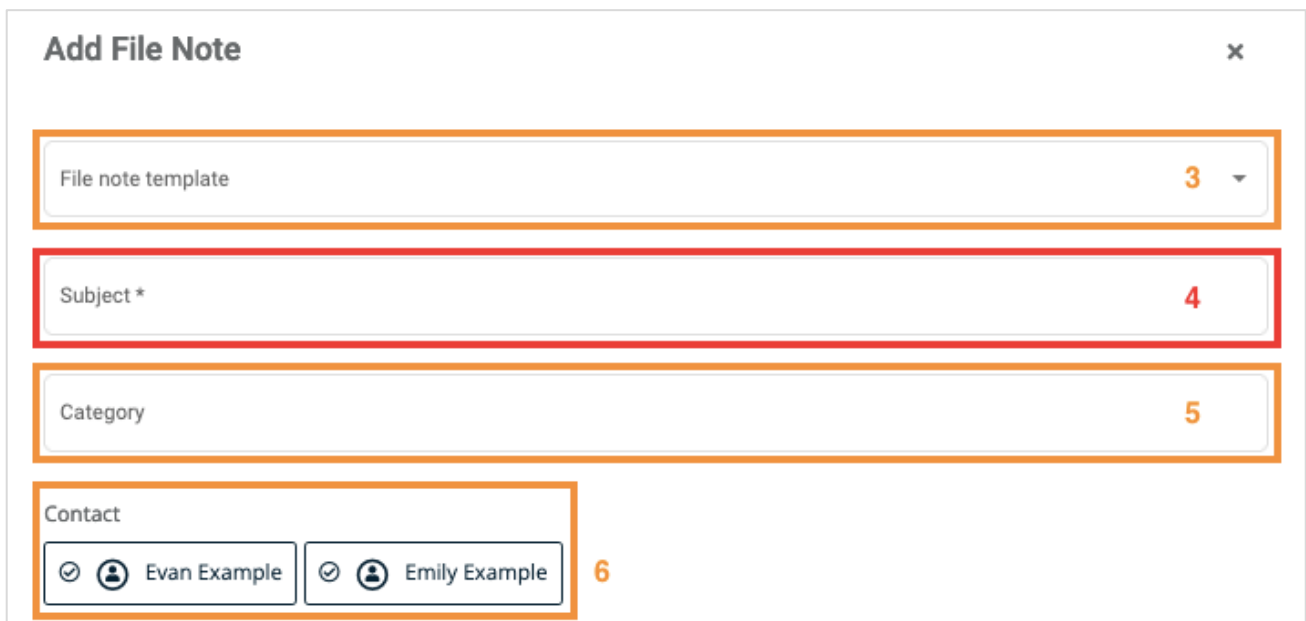 Add File Note ×
File note template 3
Subject * 4
Category 5
Contact
Evan Example Emily Example 6